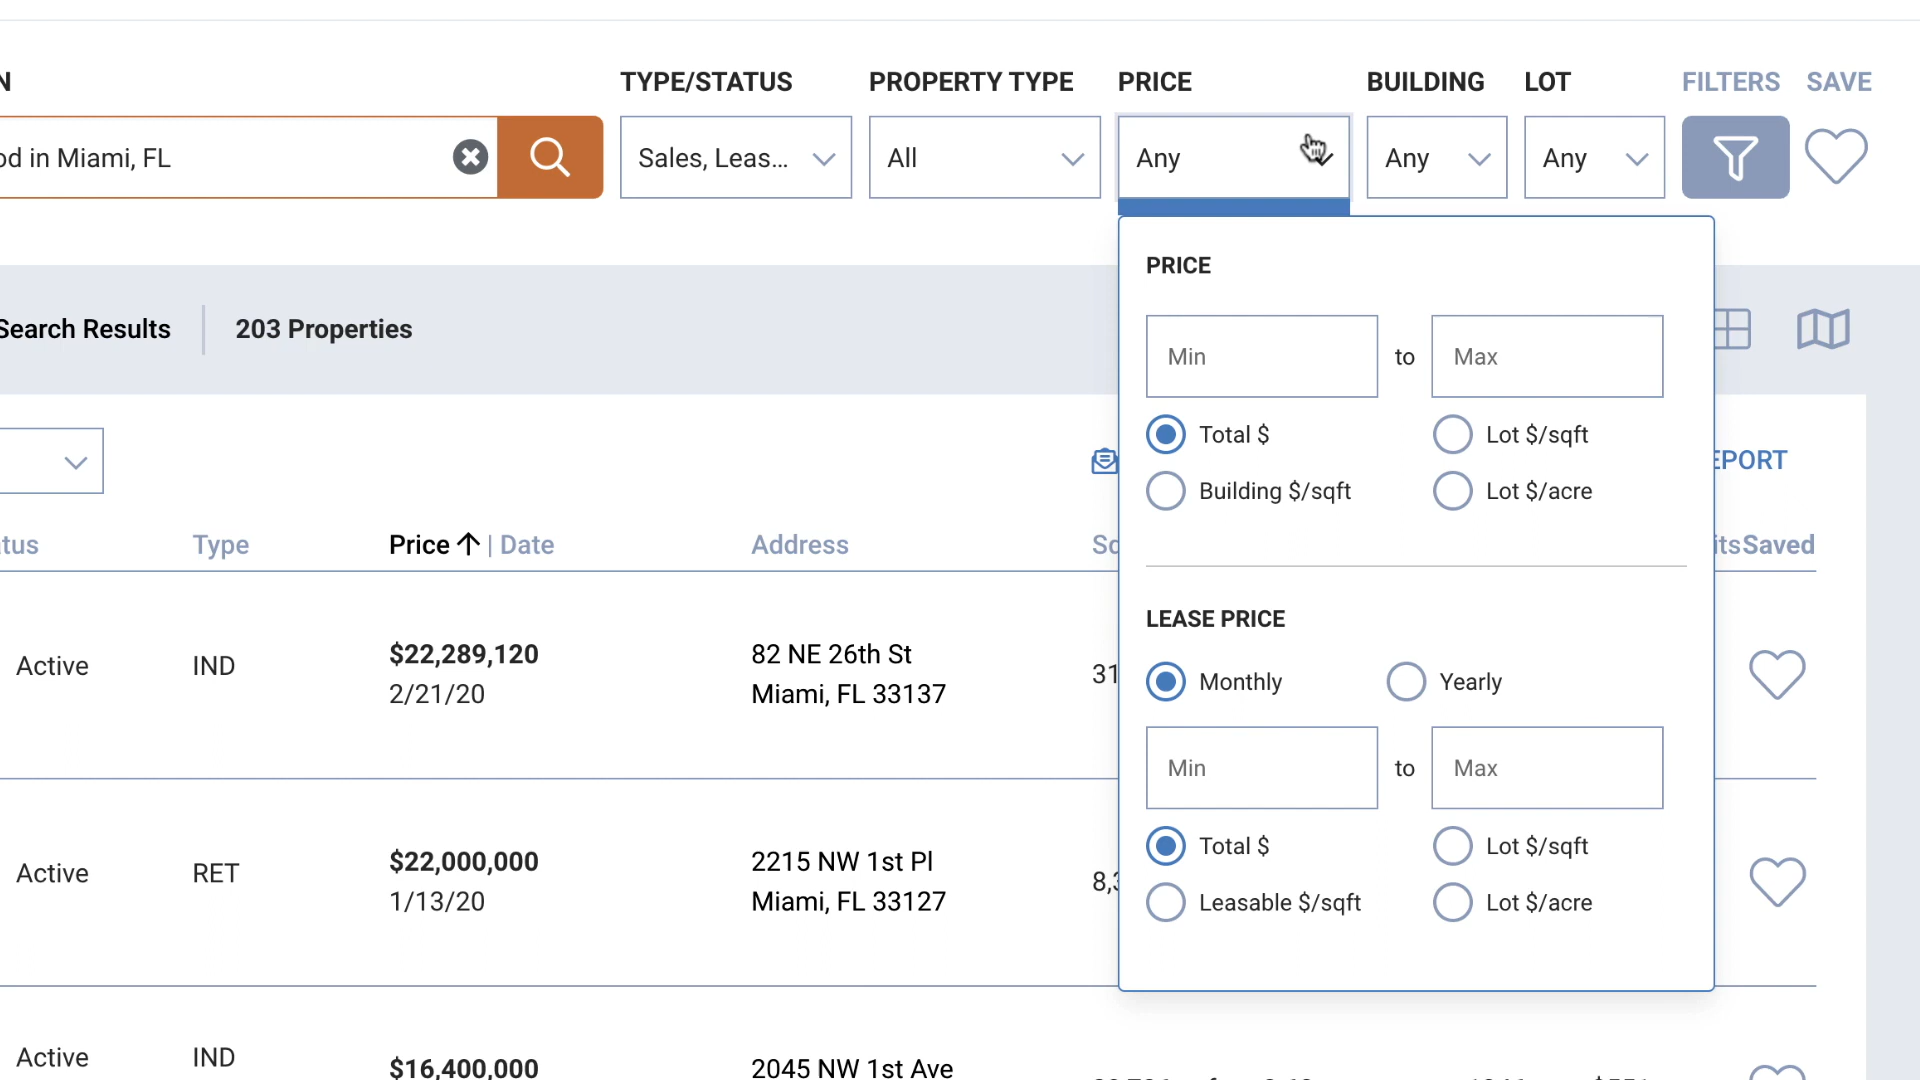 TYPE/STATUS PROPERTY TYPE PRICE BUILDING LOT FILTERS SAVE
in Miami, FL Sales, Leas... All Any Any Any
PRICE
Search Results 203 Properties
Min to Max
Total $ Lot $/sqft
Building $/sqft Lot $/acre
Type Price | Date Address Saved
LEASE PRICE
Active IND $22,289,120 82 NE 26th St
2/21/20 Miami, FL 33137
Monthly Yearly
Min to Max
Total $ Lot $/sqft
Leasable $/sqft Lot $/acre
Active RET $22,000,000 2215 NW 1st Pl
1/13/20 Miami, FL 33127
Active IND $16,400,000 2045 NW 1st Ave